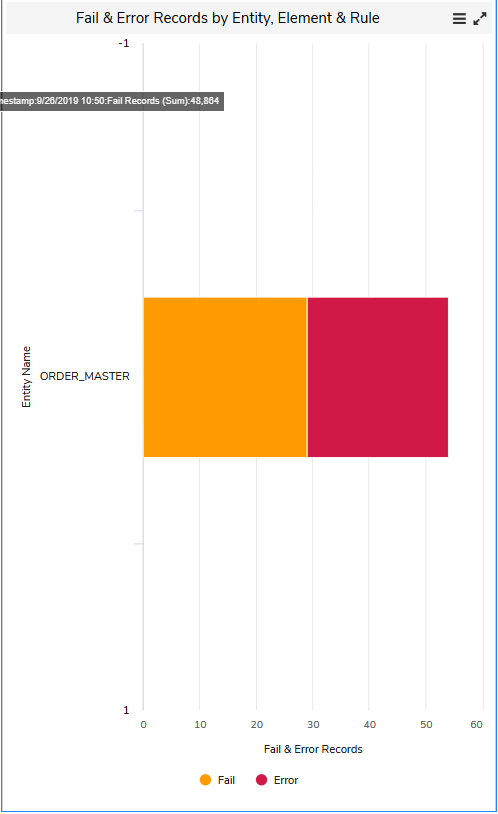 Fail & Error Records by Entity, Element & Rule
-1
nestamp:9/26/2019 10:50:Fail Records (Sum):48,864
Entity Name
ORDER_MASTER
1
0 10 20 30 40 50 60
Fail & Error Records
Fail Error